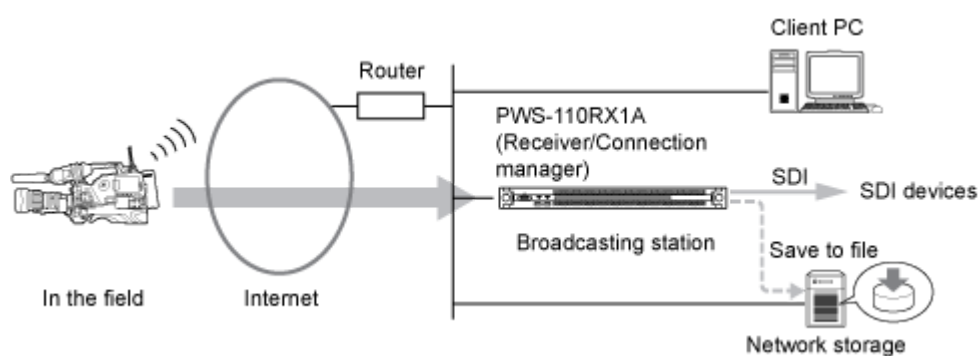 Client PC
Router
PWS-110RX1A
(Receiver/Connection
manager)
SDI
SDI devices
Broadcasting station
Save to file
In the field
Internet
Network storage